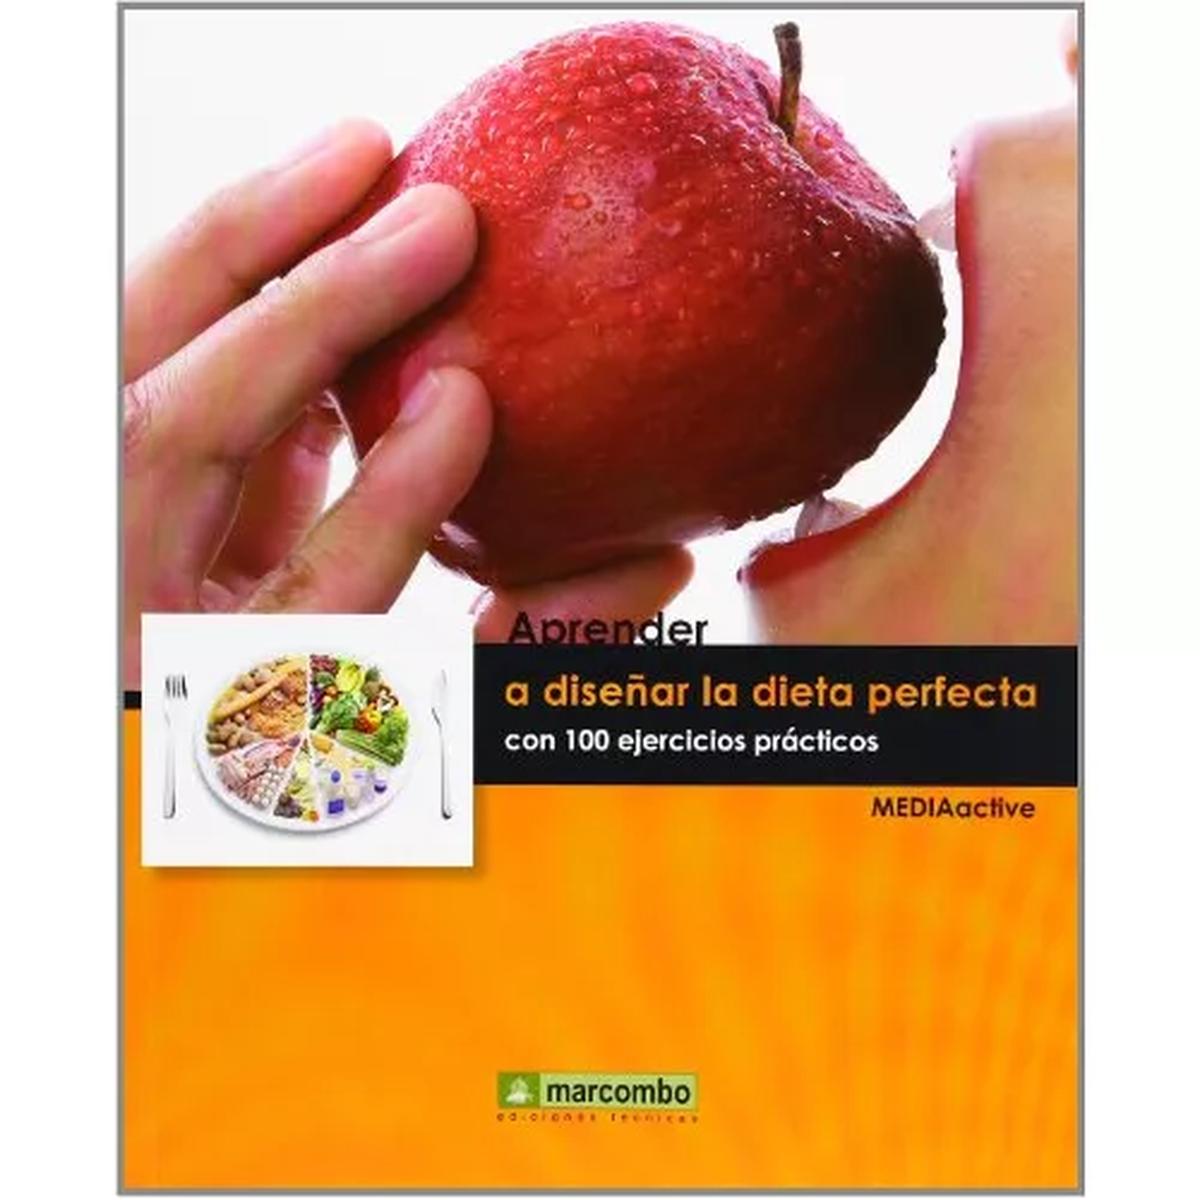 Aprender
a diseñar la dieta perfecta
con 100 ejercicios prácticos
MEDIAactive
marcombo
ediciones técnicas